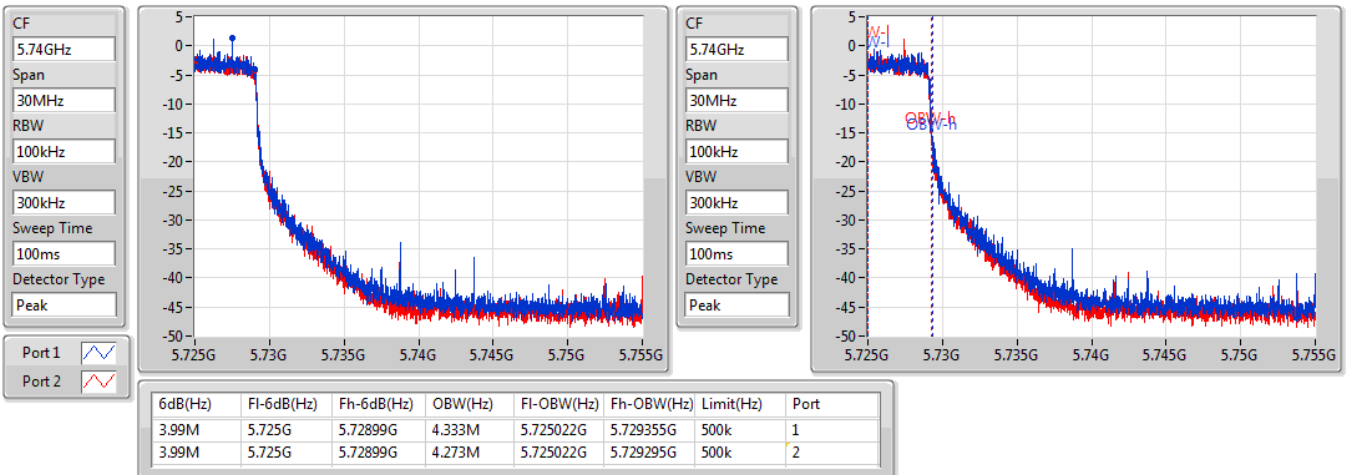 CF
5.74GHz
Span
30MHz
RBW
100kHz
VBW
300kHz
Sweep Time
100ms
Detector Type
Peak
5
0
-5
-10
-15
-20
-25
-30
-35
-40
-45
-50
5.725G 5.73G 5.735G 5.74G 5.745G 5.75G 5.755G
CF
5.74GHz
Span
30MHz
RBW
100kHz
VBW
300kHz
Sweep Time
100ms
Detector Type
Peak
5
0
-5
-10
-15
-20
-25
-30
-35
-40
-45
-50
W-l
W-l
OBW-h
OBW-h
5.725G 5.73G 5.735G 5.74G 5.745G 5.75G 5.755G
Port 1
Port 2
6dB(Hz) Fl-6dB(Hz) Fh-6dB(Hz) OBW(Hz) Fl-OBW(Hz) Fh-OBW(Hz) Limit(Hz) Port
3.99M 5.725G 5.72899G 4.333M 5.725022G 5.729355G 500k 1
3.99M 5.725G 5.72899G 4.273M 5.725022G 5.729295G 500k 2